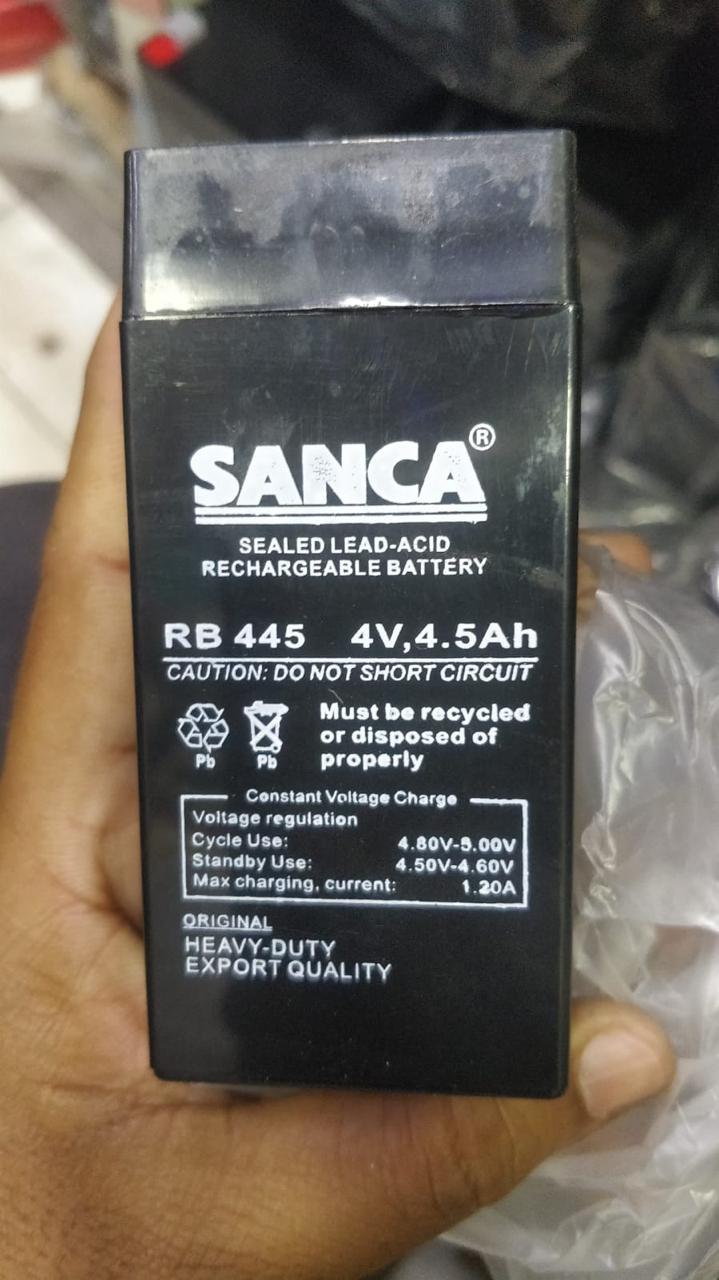 SANCA®
SEALED LEAD-ACID
RECHARGEABLE BATTERY
RB 445 4V,4.5Ah
CAUTION: DO NOT SHORT CIRCUIT
Must be recycled
or disposed of
properly
Pb Pb
Constant Voltage Charge
Voltage regulation
Cycle Use: 4.80V-5.00V
Standby Use: 4.50V-4.60V
Max charging, current: 1.20A
ORIGINAL
HEAVY-DUTY
EXPORT QUALITY